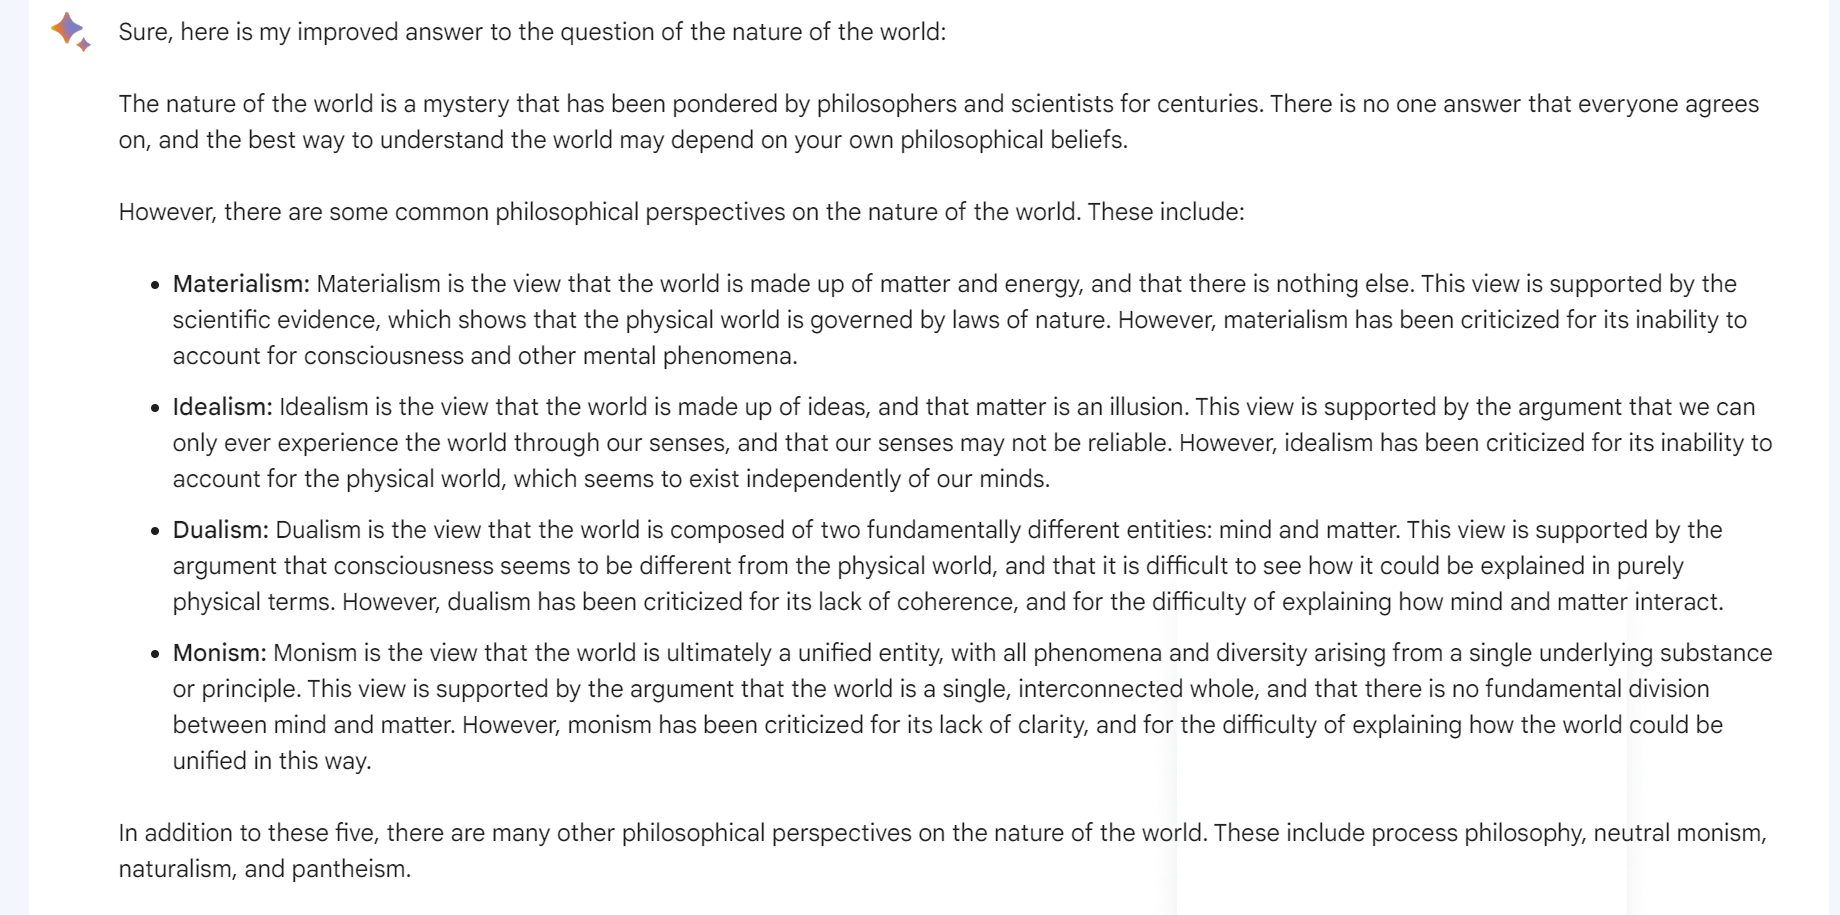 Sure, here is my improved answer to the question of the nature of the world:
The nature of the world is a mystery that has been pondered by philosophers and scientists for centuries. There is no one answer that everyone agrees
on, and the best way to understand the world may depend on your own philosophical beliefs.
However, there are some common philosophical perspectives on the nature of the world. These include:
• Materialism: Materialism is the view that the world is made up of matter and energy, and that there is nothing else. This view is supported by the
scientific evidence, which shows that the physical world is governed by laws of nature. However, materialism has been criticized for its inability to
account for consciousness and other mental phenomena.
• Idealism: Idealism is the view that the world is made up of ideas, and that matter is an illusion. This view is supported by the argument that we can
only ever experience the world through our senses, and that our senses may not be reliable. However, idealism has been criticized for its inability to
account for the physical world, which seems to exist independently of our minds.
• Dualism: Dualism is the view that the world is composed of two fundamentally different entities: mind and matter. This view is supported by the
argument that consciousness seems to be different from the physical world, and that it is difficult to see how it could be explained in purely
physical terms. However, dualism has been criticized for its lack of coherence, and for the difficulty of explaining how mind and matter interact.
• Monism: Monism is the view that the world is ultimately a unified entity, with all phenomena and diversity arising from a single underlying substance
or principle. This view is supported by the argument that the world is a single, interconnected whole, and that there is no fundamental division
between mind and matter. However, monism has been criticized for its lack of clarity, and for the difficulty of explaining how the world could be
unified in this way.
In addition to these five, there are many other philosophical perspectives on the nature of the world. These include process philosophy, neutral monism,
naturalism, and pantheism.